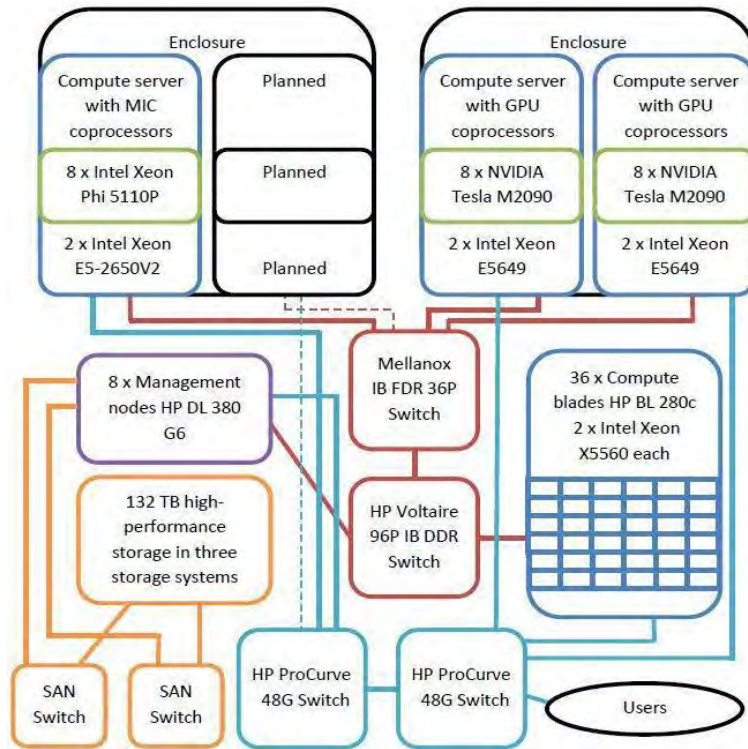 Enclosure
Compute server
with MIC
coprocessors
8 x Intel Xeon
Phi 5110P
2 x Intel Xeon
E5-2650V2
Planned
Planned
Planned
Enclosure
Compute server
with GPU
coprocessors
8 x NVIDIA
Tesla M2090
2 x Intel Xeon
E5649
Compute server
with GPU
coprocessors
8 x NVIDIA
Tesla M2090
2 x Intel Xeon
E5649
8 x Management
nodes HP DL 380
G6
Mellanox
IB FDR 36P
Switch
36 x Compute
blades HP BL 280c
2 x Intel Xeon
X5560 each
132 TB high-
performance
storage in three
storage systems
HP Voltaire
96P IB DDR
Switch
SAN
Switch
SAN
Switch
HP ProCurve
48G Switch
HP ProCurve
48G Switch
Users